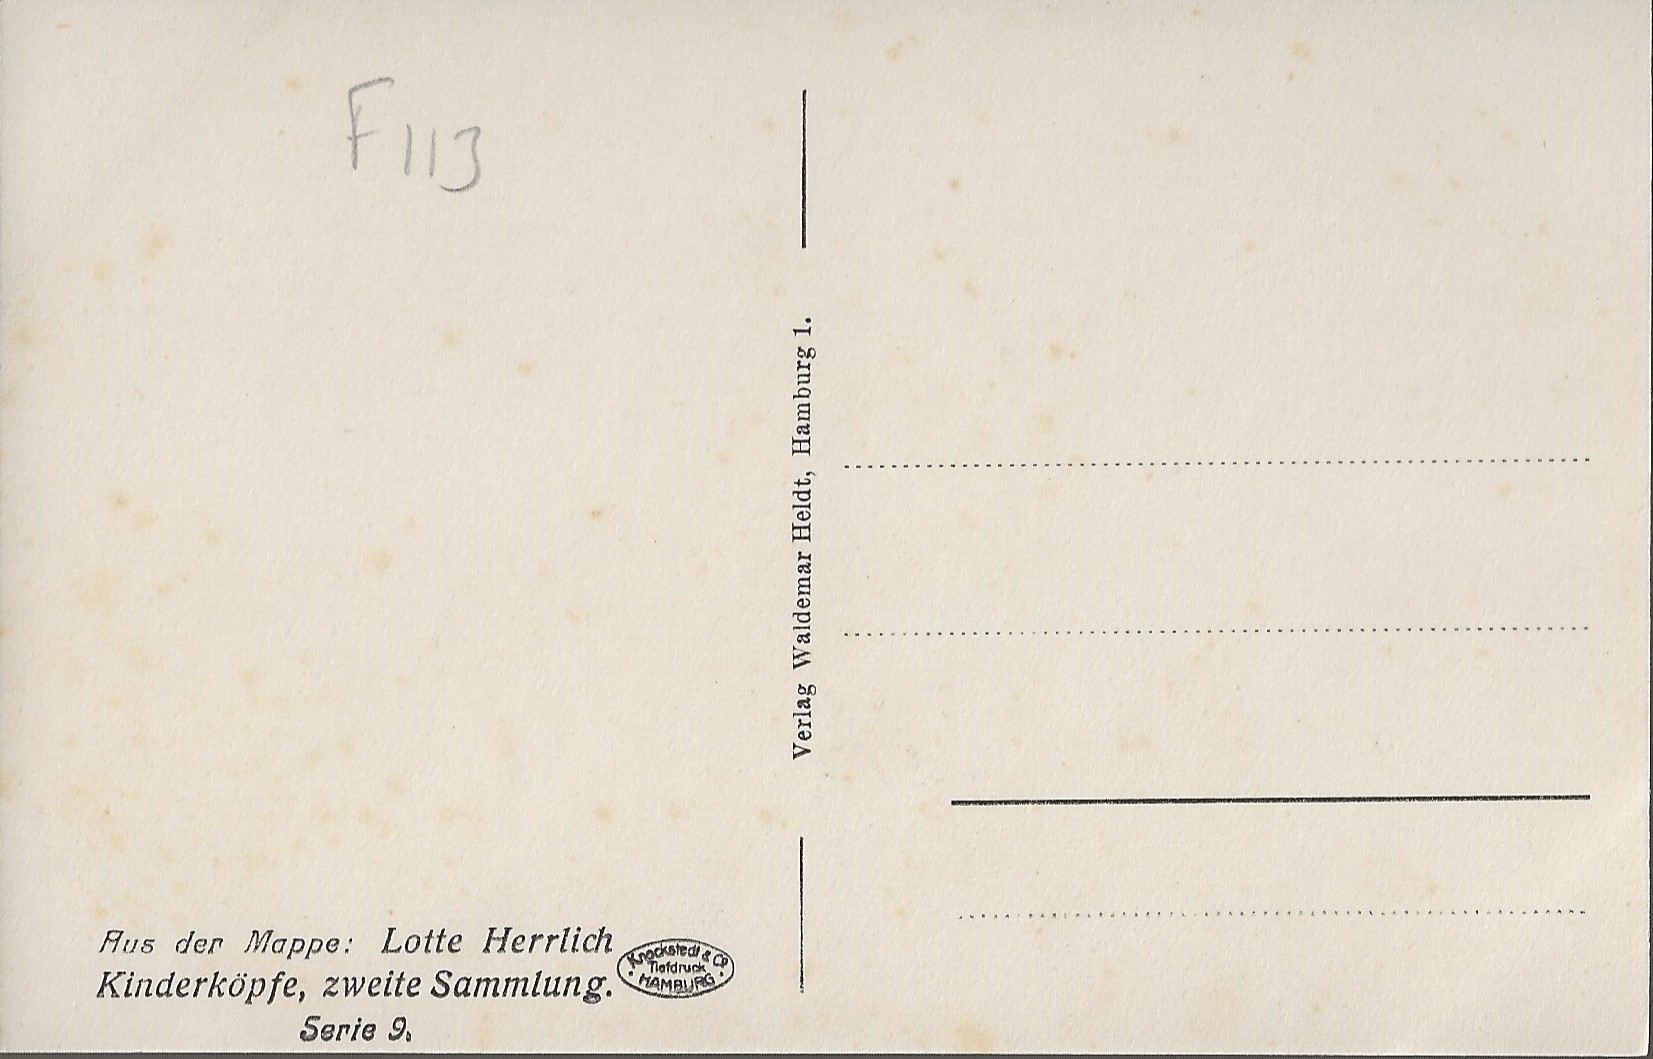 F 113
Verlag Waldemar Heldt, Hamburg 1.
Aus der Mappe: Lotte Herrlich
Kinderköpfe, zweite Sammlung.
Serie 9.
Knackstedt & Co
Tiefdruck
HAMBURG